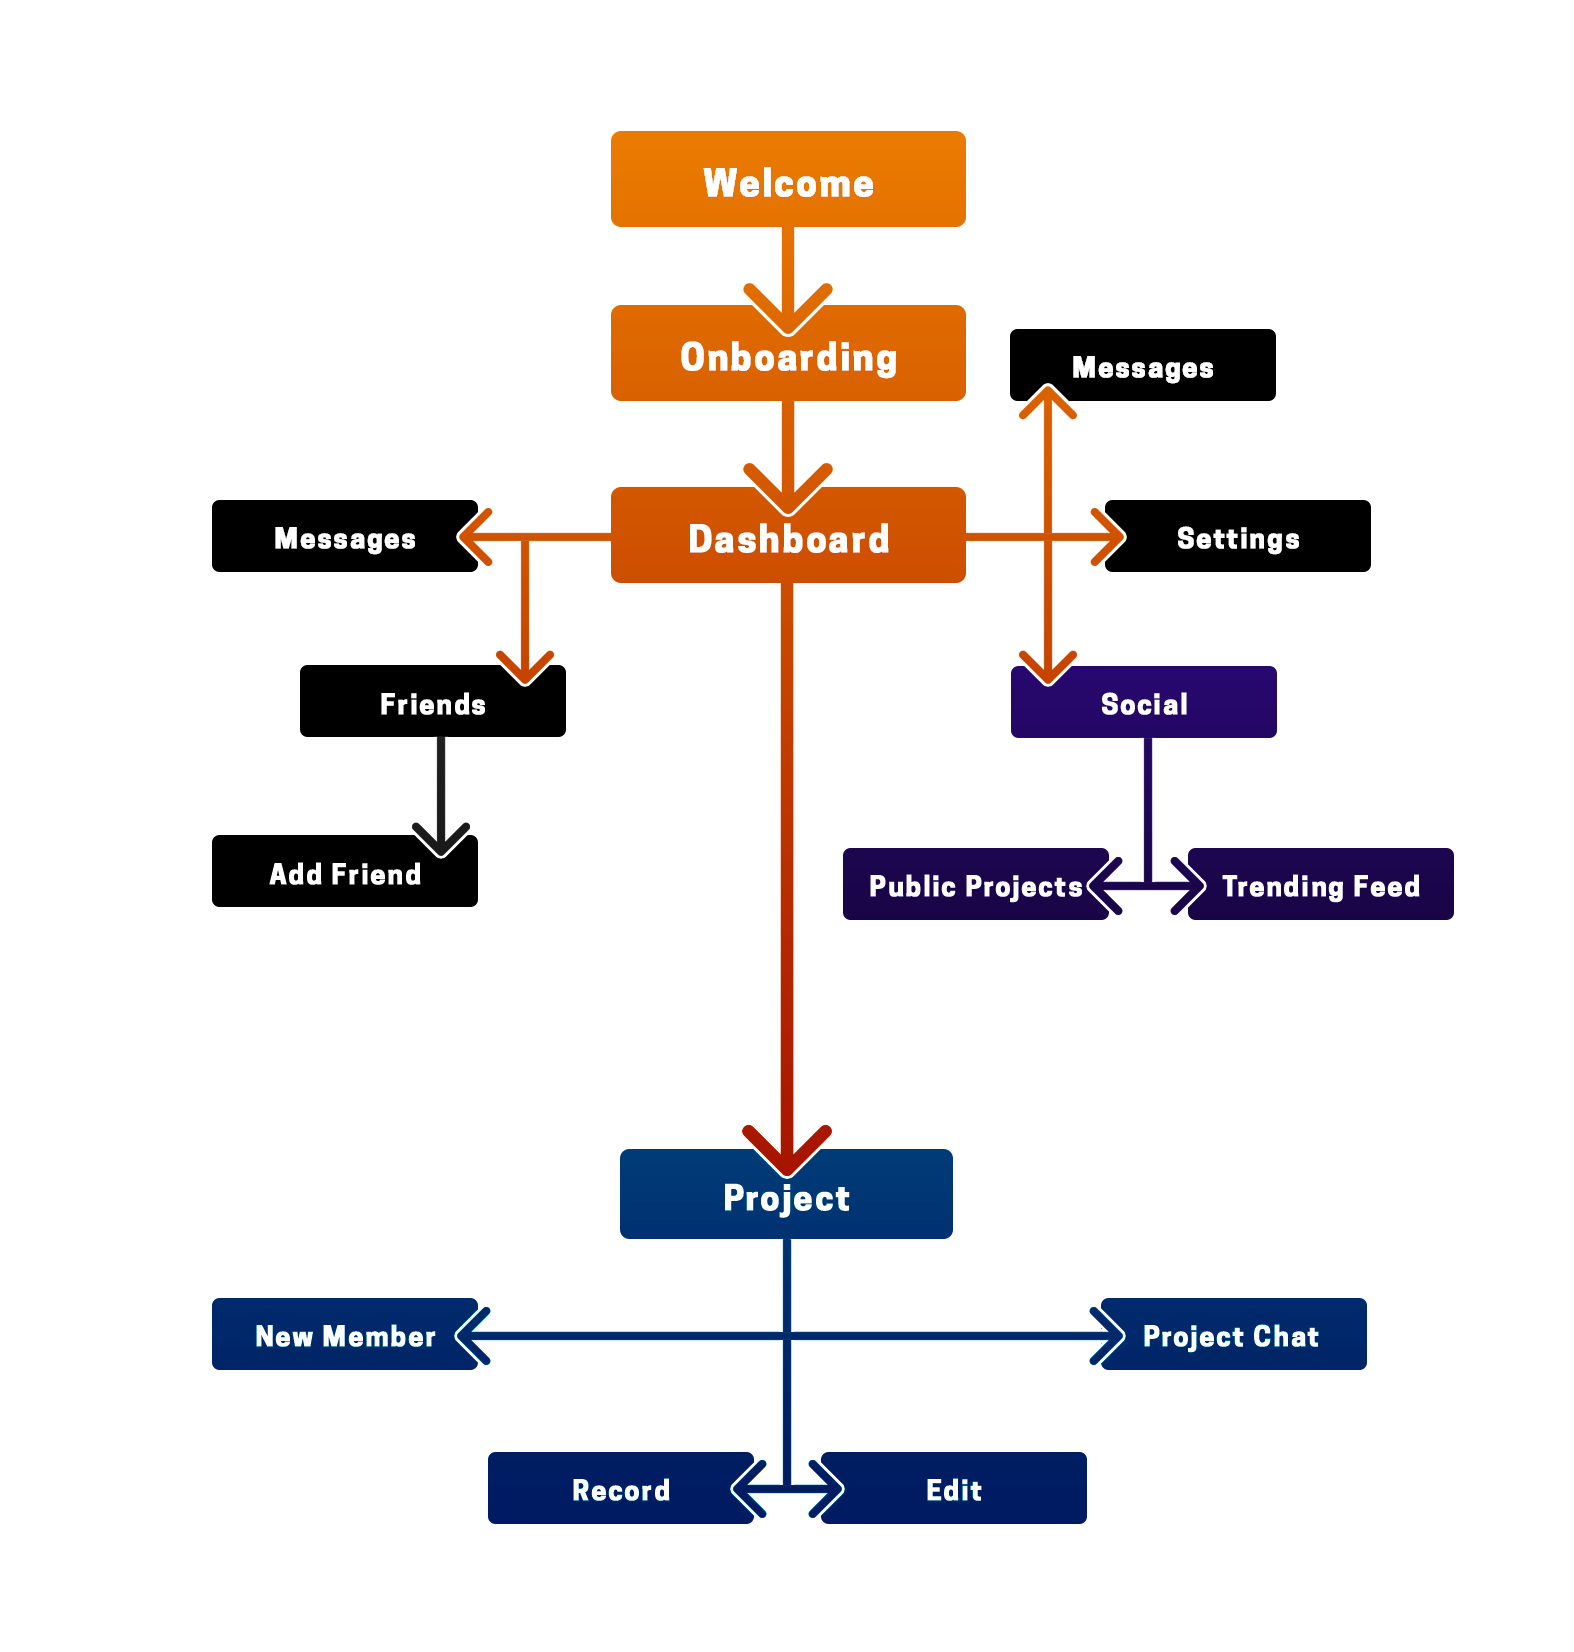 Welcome
Onboarding
Messages
Messages
Dashboard
Settings
Friends
Social
Add Friend
Public Projects
Trending Feed
Project
New Member
Project Chat
Record
Edit